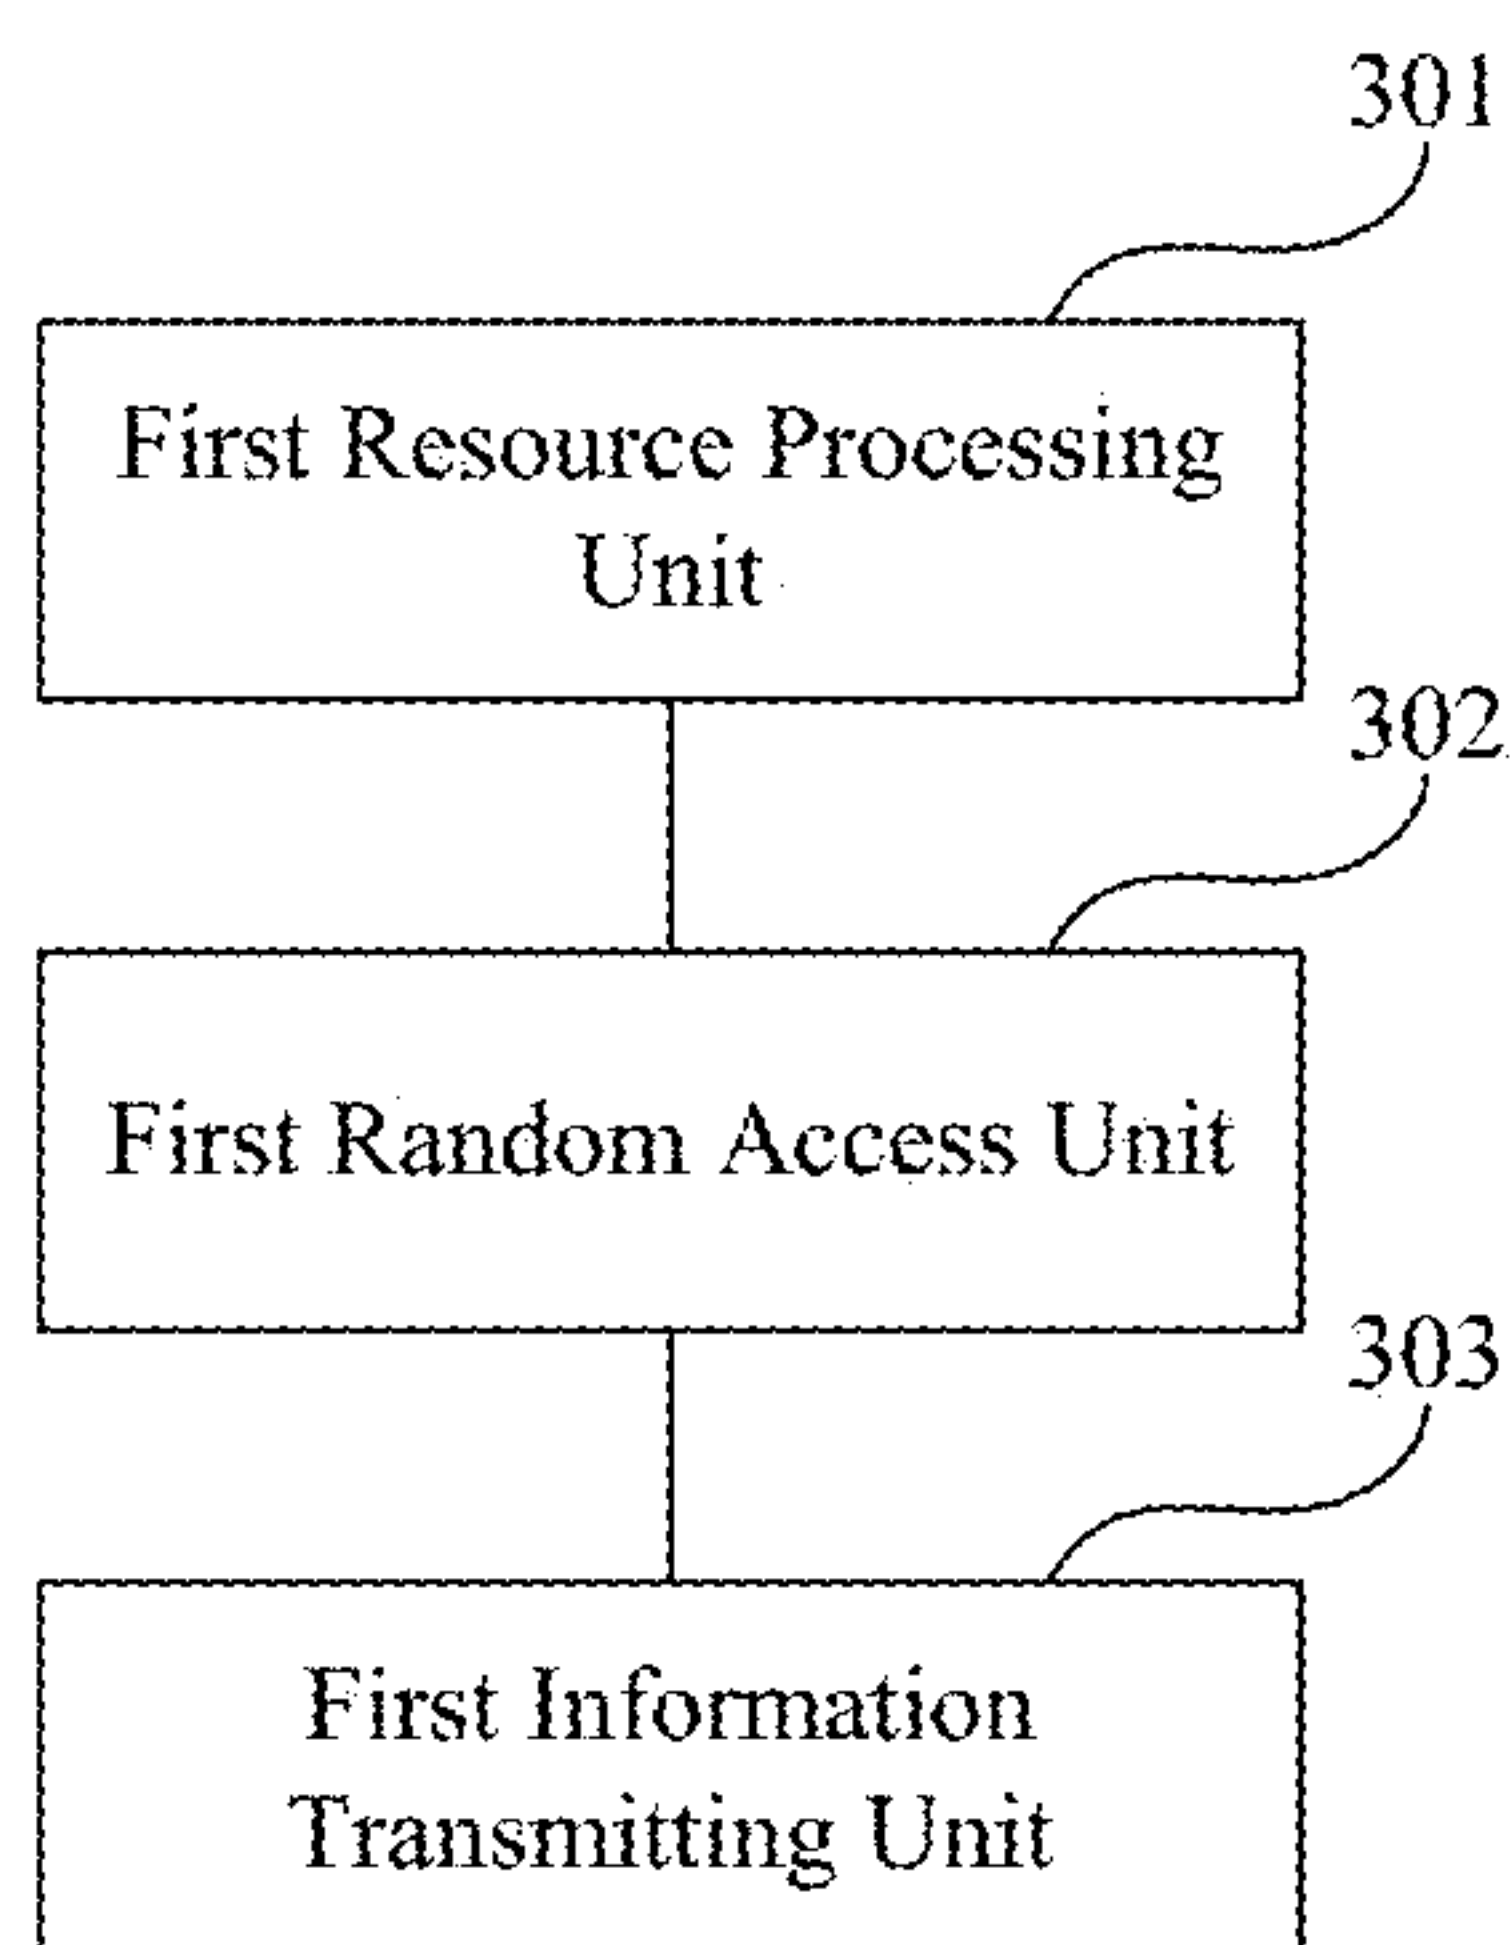 301
First Resource Processing
Unit
302
First Random Access Unit
303
First Information
Transmitting Unit